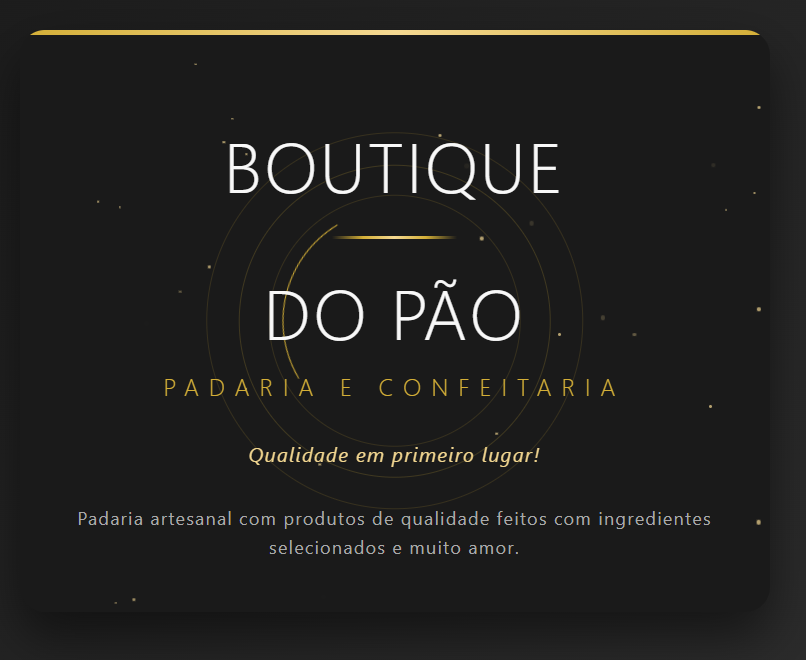 BOUTIQUE
DO PÃO
PADARIA E CONFEITARIA
Qualidade em primeiro lugar!
Padaria artesanal com produtos de qualidade feitos com ingredientes
selecionados e muito amor.